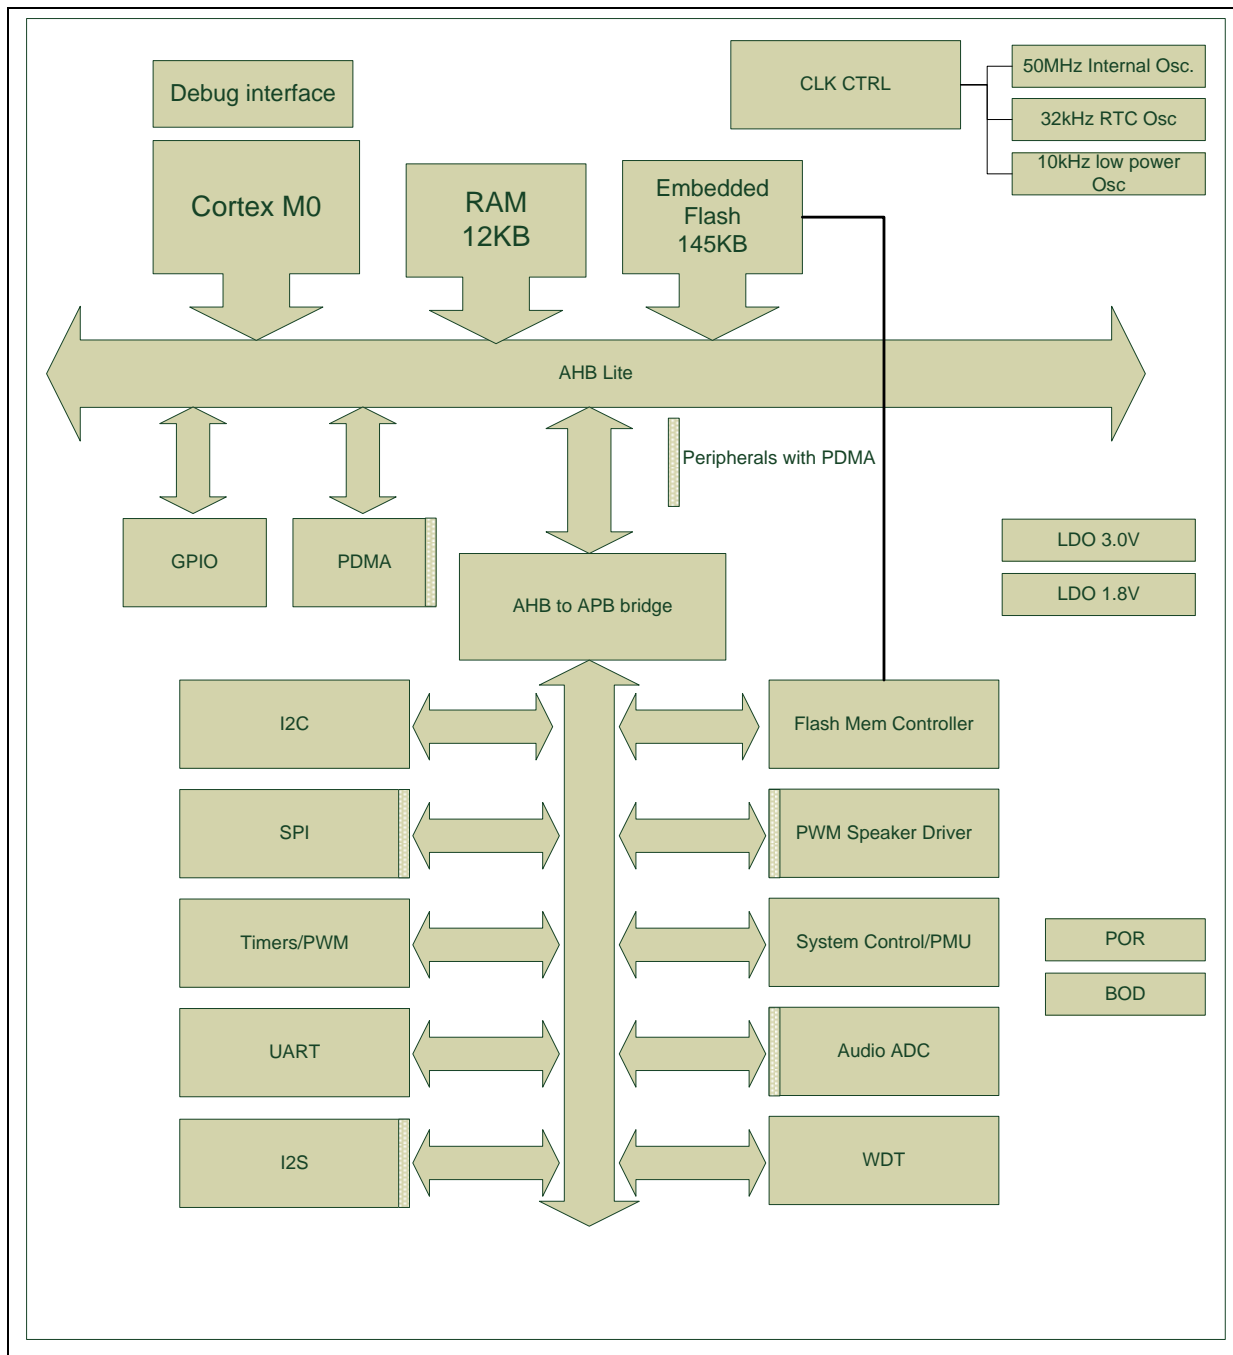 Debug interface
CLK CTRL
50MHz Internal Osc.
32kHz RTC Osc
10kHz low power
Osc
Cortex M0
RAM
12KB
Embedded
Flash
145KB
AHB Lite
Peripherals with PDMA
GPIO
PDMA
AHB to APB bridge
LDO 3.0V
LDO 1.8V
I2C
Flash Mem Controller
SPI
PWM Speaker Driver
Timers/PWM
System Control/PMU
POR
BOD
UART
Audio ADC
I2S
WDT